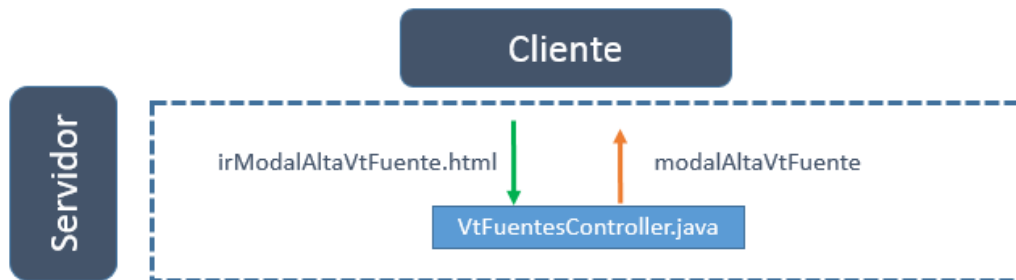 Cliente
Servidor
irModalAltaVtFuente.html
modalAltaVtFuente
VtFuentesController.java